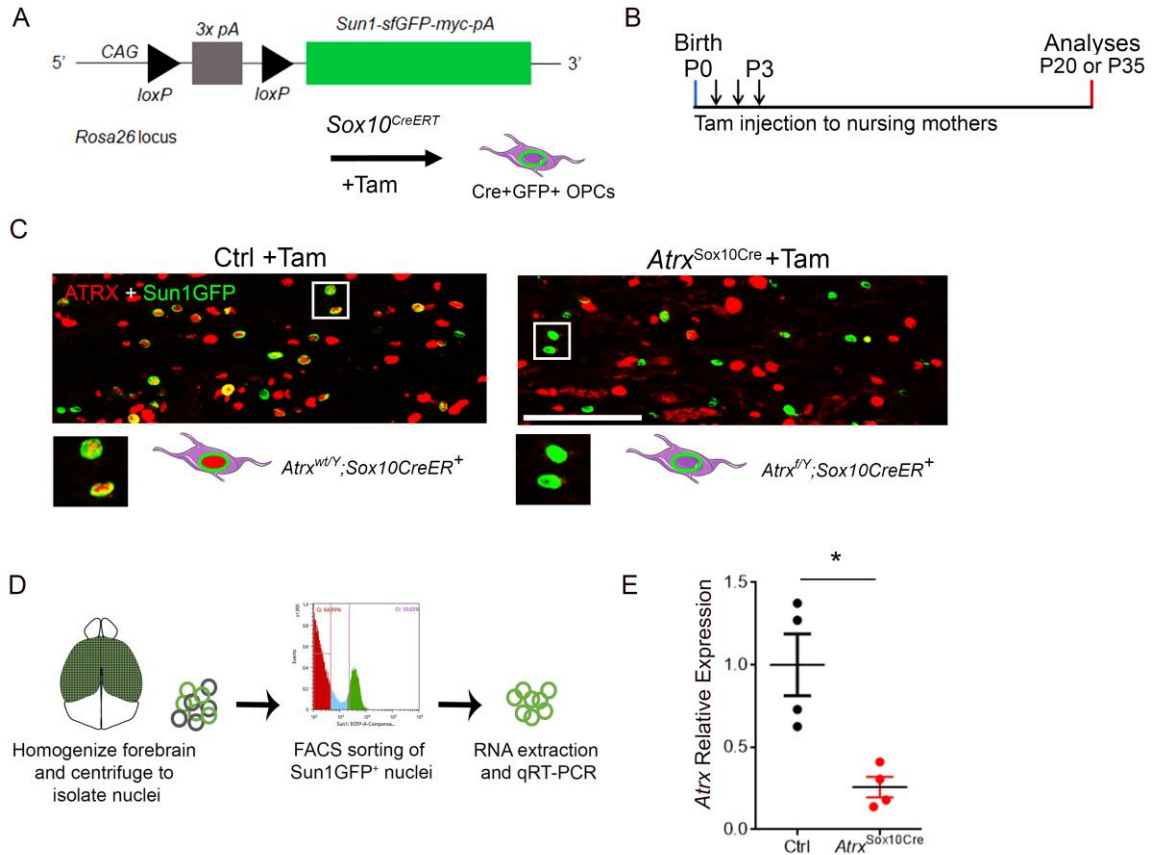 A
3x pA
Sun1-sfGFP-myc-pA
5’
CAG
3’
loxP
loxP
Rosa26 locus
Sox10CreERT
+Tam
Cre+GFP+ OPCs
B
Birth
P0
P3
Analyses
P20 or P35
Tam injection to nursing mothers
C
Ctrl +Tam
AtrxSox10Cre +Tam
ATRX + Sun1GFP
Atrxwt/Y;Sox10CreER+
Atrxf/Y;Sox10CreER+
D
Homogenize forebrain
and centrifuge to
isolate nuclei
Events
FACS sorting of
Sun1GFP+ nuclei
RNA extraction
and qRT-PCR
E
*
Atrx Relative Expression
1.5
1.0
0.5
0.0
Ctrl
AtrxSox10Cre